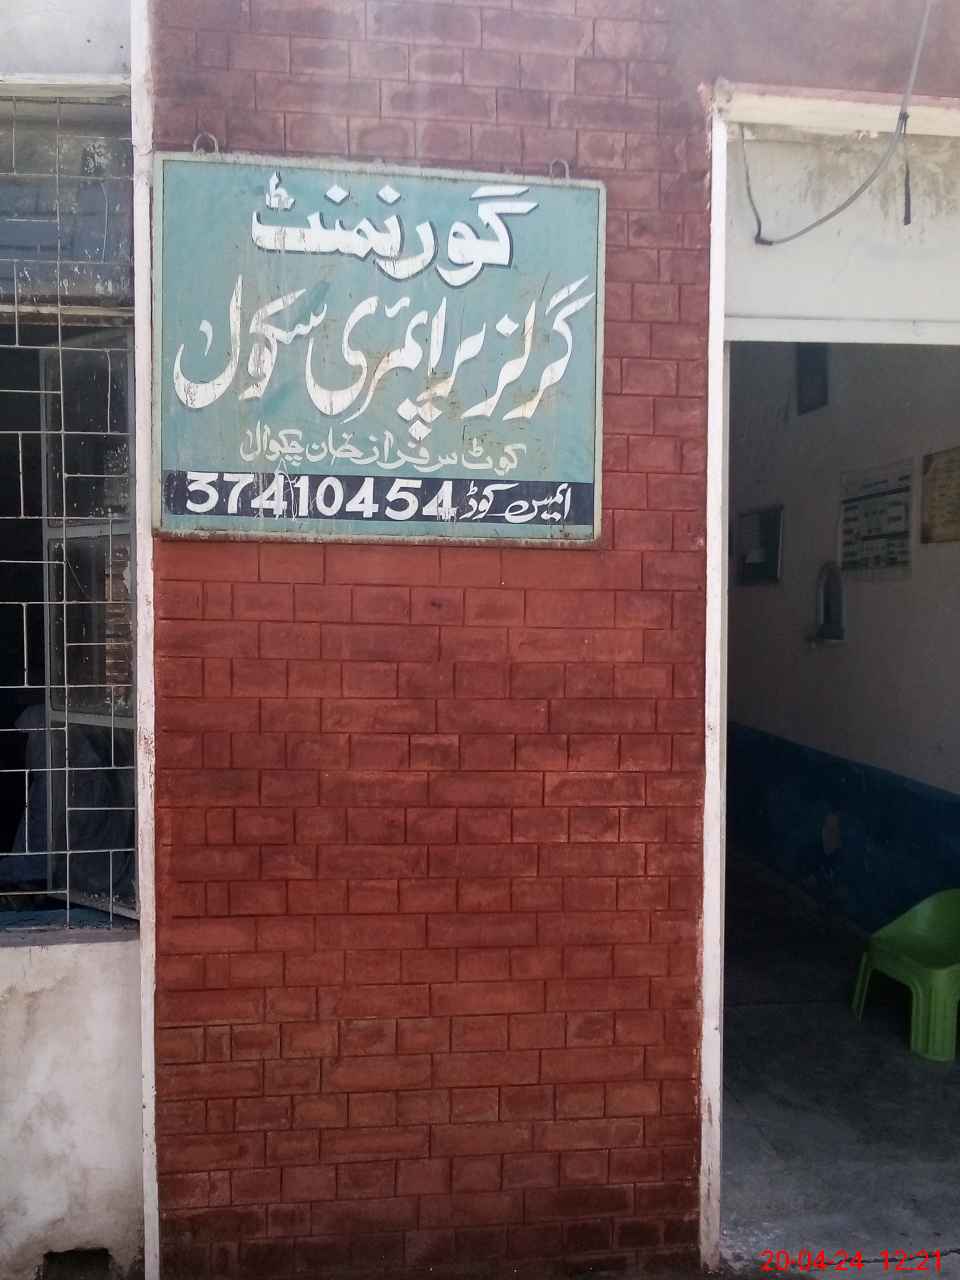 گورنمنٹ
گرلز پرائمری سکول
کوٹ سرفراز خان چکوال
ایمس کوڈ 37410454
20-04-24 12:21